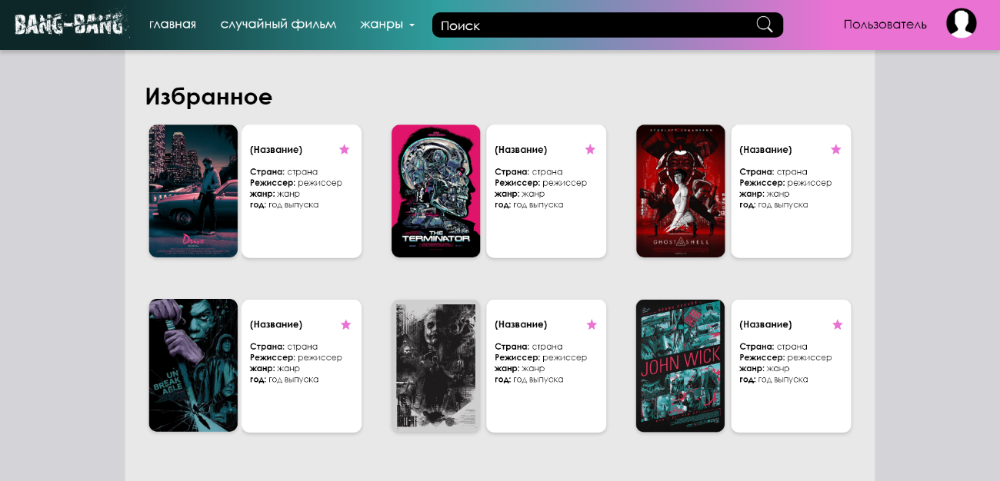 BANG-BANG главная случайный фильм жанры Поиск Пользователь
Избранное
(Название)
Страна: страна
Режиссер: режиссер
жанр: жанр
год: год выпуска
Drive
(Название)
Страна: страна
Режиссер: режиссер
жанр: жанр
год: год выпуска
THE
TERMINATOR
SCARLETT JOHANSSON
(Название)
Страна: страна
Режиссер: режиссер
жанр: жанр
год: год выпуска
GHOST SHELL
(Название)
Страна: страна
Режиссер: режиссер
жанр: жанр
год: год выпуска
UN
BREAK
ABLE
(Название)
Страна: страна
Режиссер: режиссер
жанр: жанр
год: год выпуска
KEANU REEVES
(Название)
Страна: страна
Режиссер: режиссер
жанр: жанр
год: год выпуска
JOHN WICK